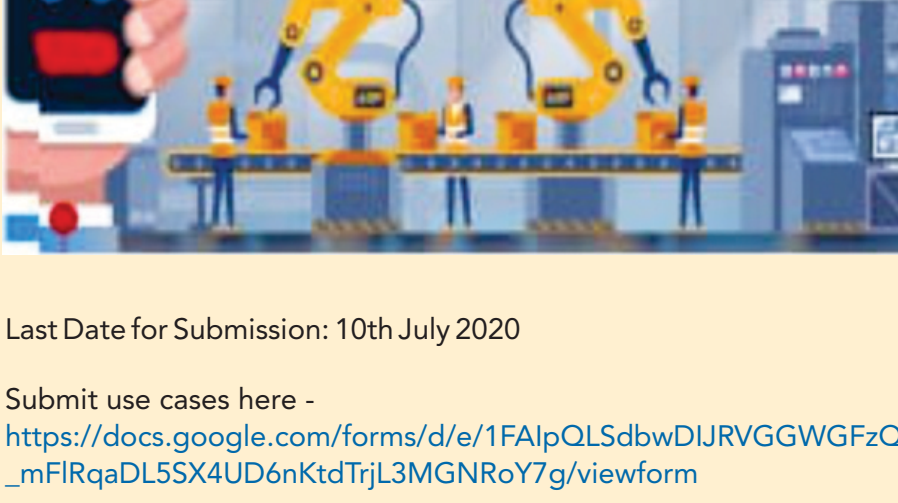 Last Date for Submission: 10th July 2020
Submit use cases here -
https://docs.google.com/forms/d/e/1FAIpQLSdbwDIJRVGGWGFzQ
_mFlRqaDL5SX4UD6nKtdTrjL3MGNRoY7g/viewform